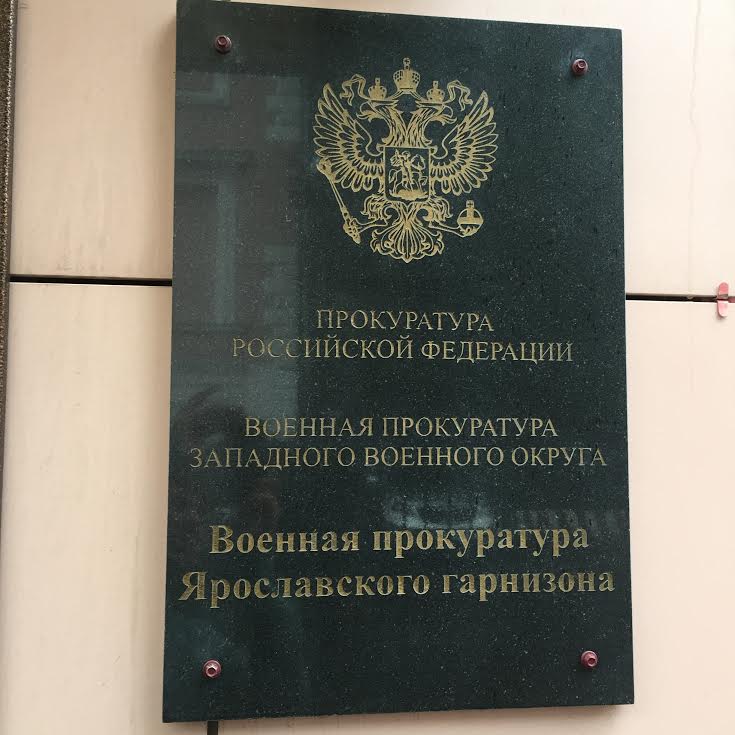 ПРОКУРАТУРА
РОССИЙСКОЙ ФЕДЕРАЦИИ
ВОЕННАЯ ПРОКУРАТУРА
ЗАПАДНОГО ВОЕННОГО ОКРУГА
Военная прокуратура
Ярославского гарнизона